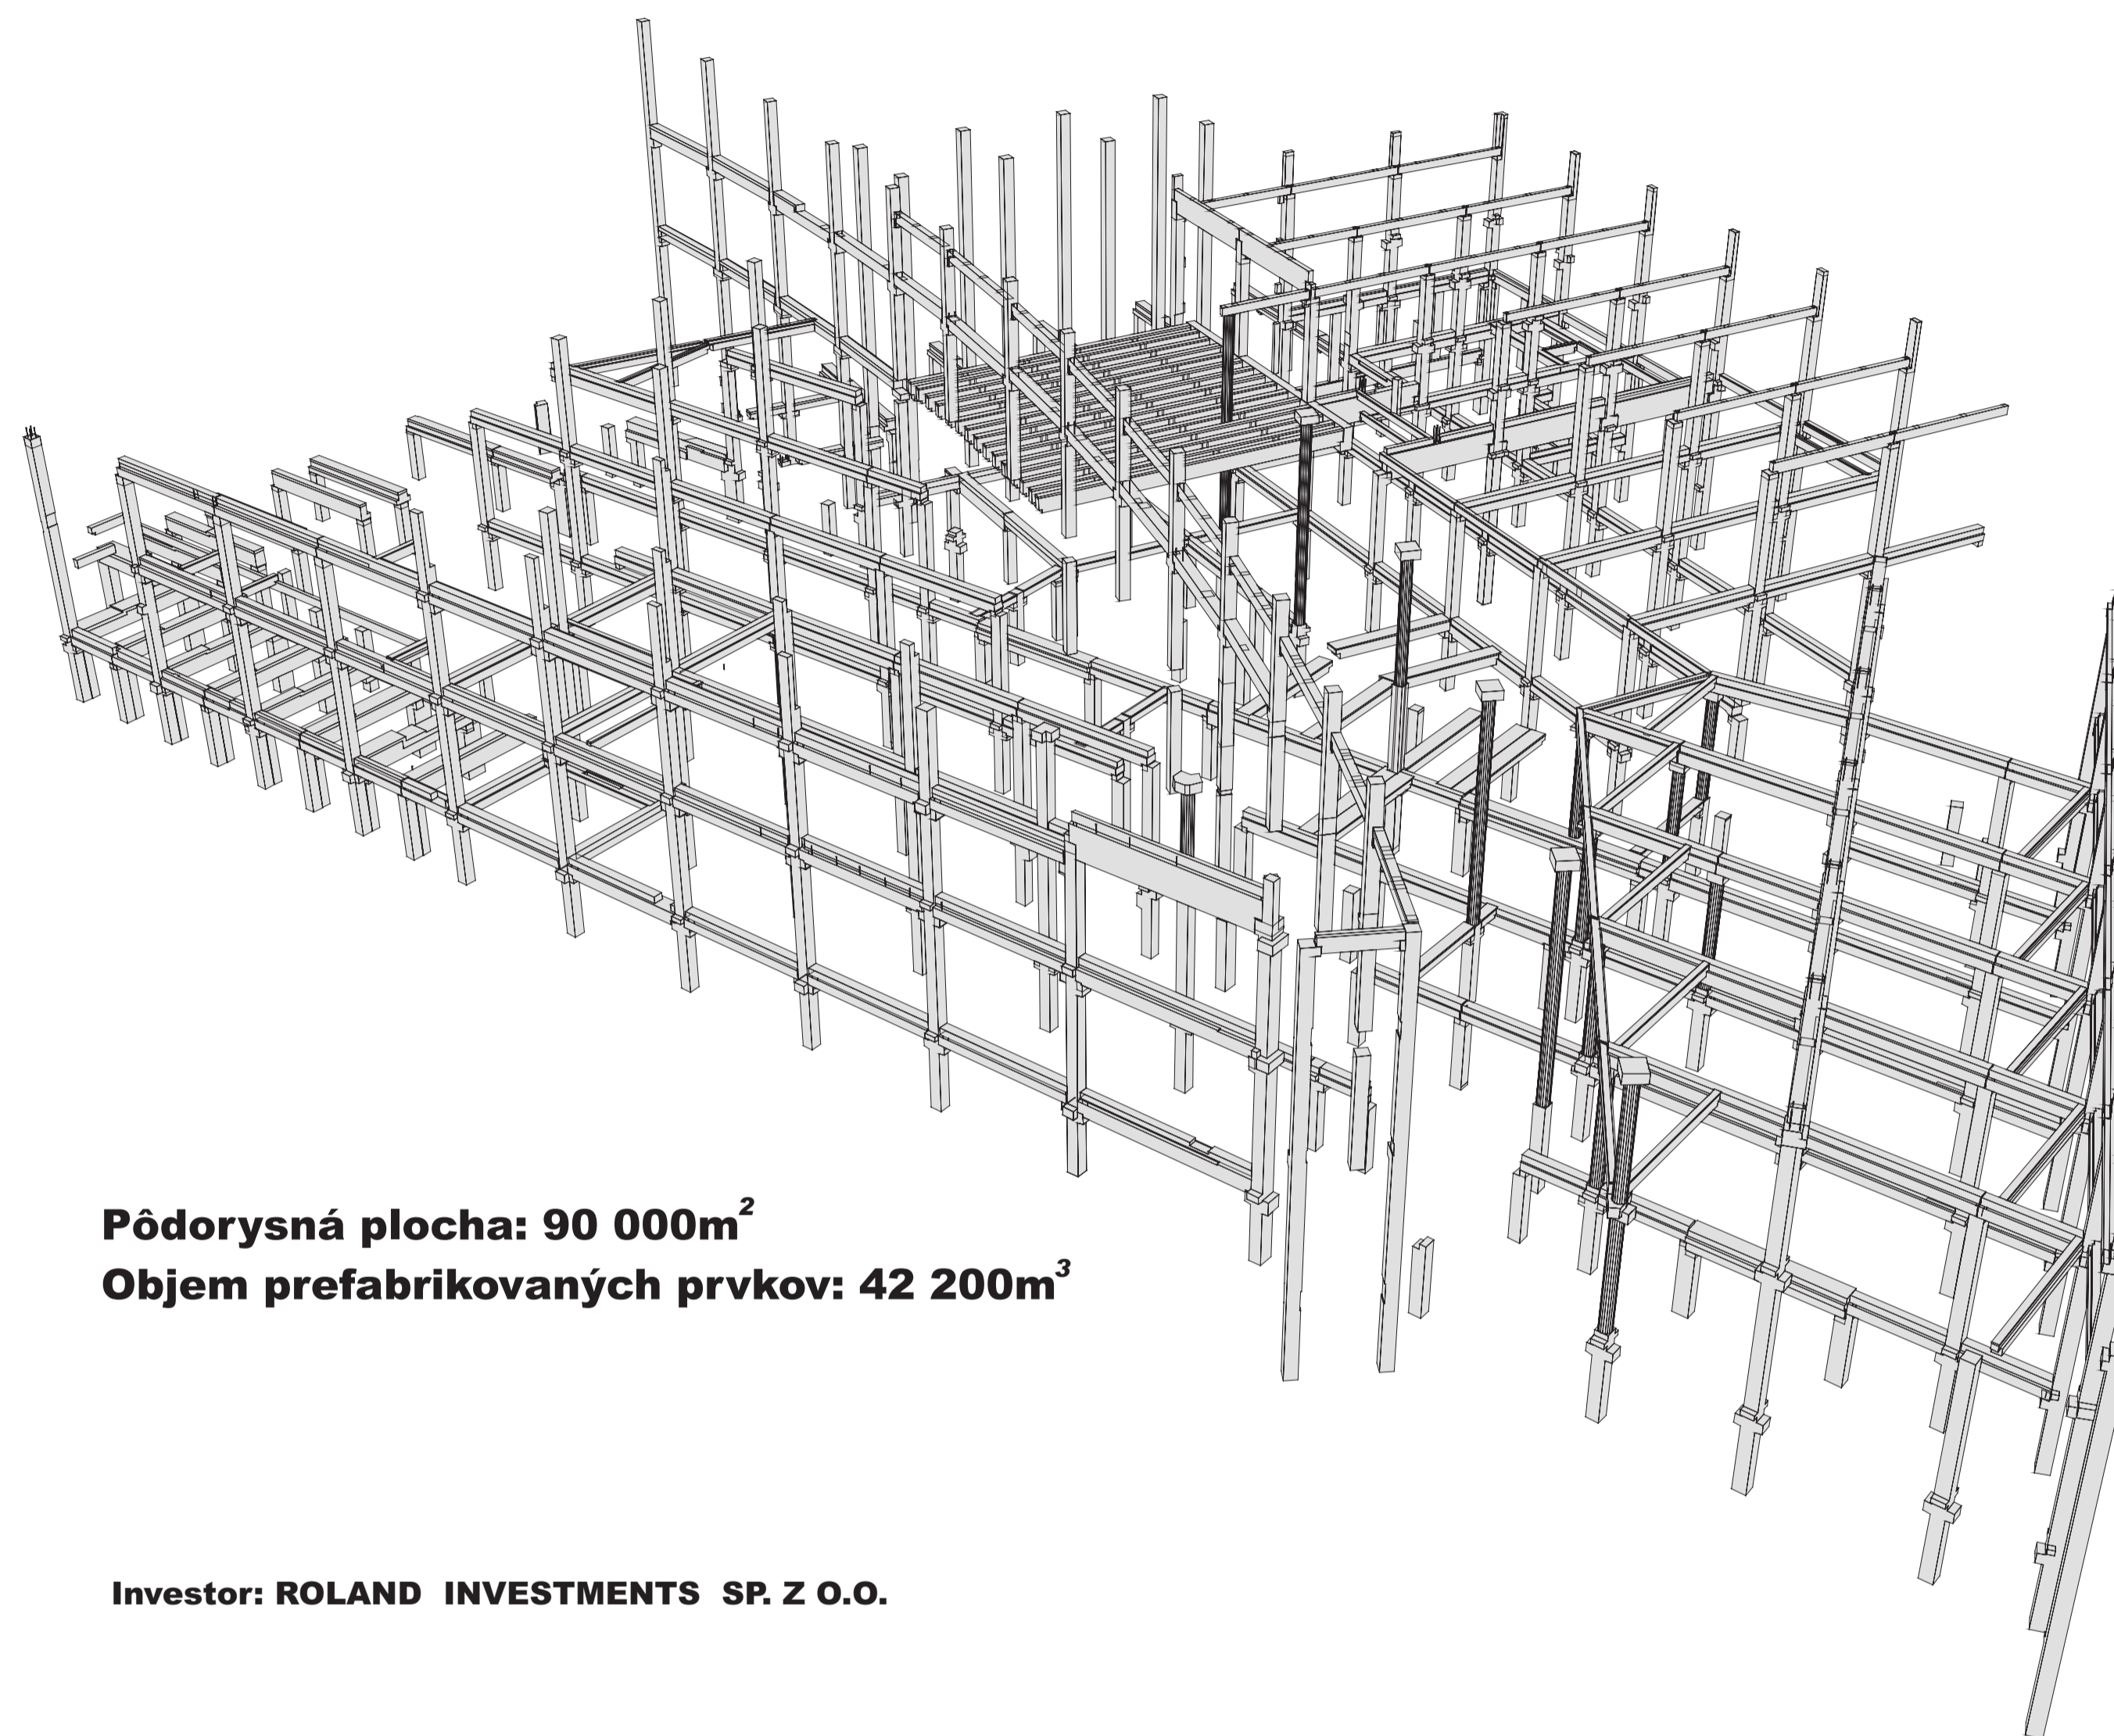 Pôdorysná plocha: 90 000m²
Objem prefabrikovaných prvkov: 42 200m³
Investor: ROLAND INVESTMENTS SP. Z O.O.